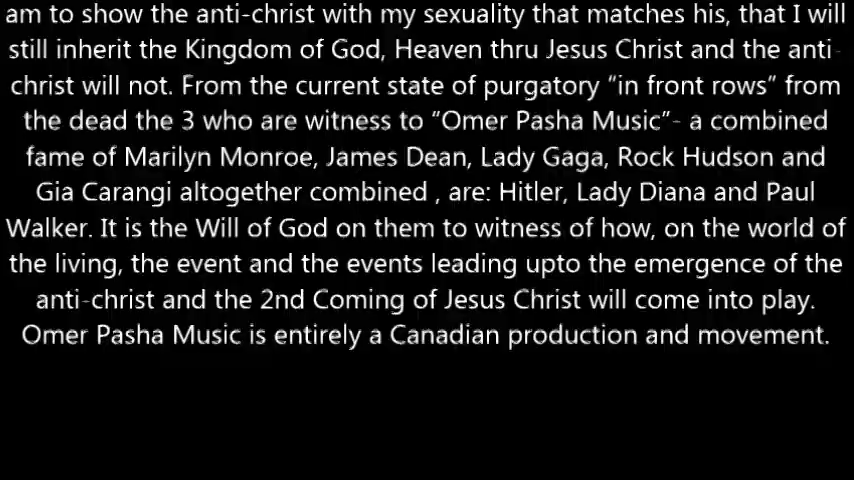 am to show the anti-christ with my sexuality that matches his, that I will
still inherit the Kingdom of God, Heaven thru Jesus Christ and the anti-
christ will not. From the current state of purgatory “in front rows” from
the dead the 3 who are witness to “Omer Pasha Music”- a combined
fame of Marilyn Monroe, James Dean, Lady Gaga, Rock Hudson and
Gia Carangi altogether combined , are: Hitler, Lady Diana and Paul
Walker. It is the Will of God on them to witness of how, on the world of
the living, the event and the events leading upto the emergence of the
anti-christ and the 2nd Coming of Jesus Christ will come into play.
Omer Pasha Music is entirely a Canadian production and movement.